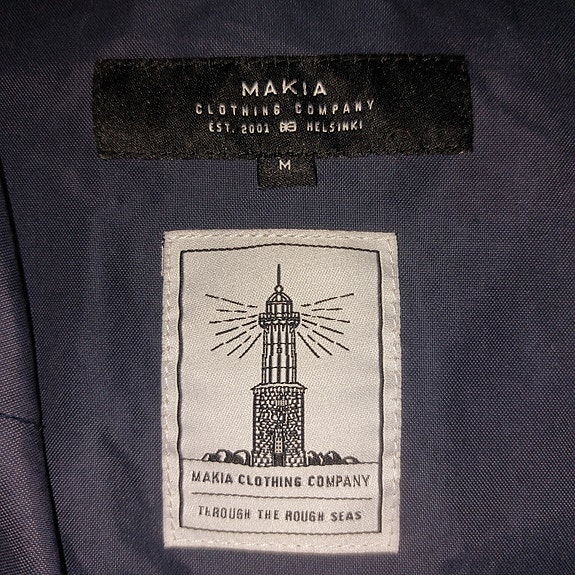 MAKIA
CLOTHING COMPANY
EST. 2001 HELSINKI
M
MAKIA CLOTHING COMPANY
THROUGH THE ROUGH SEAS